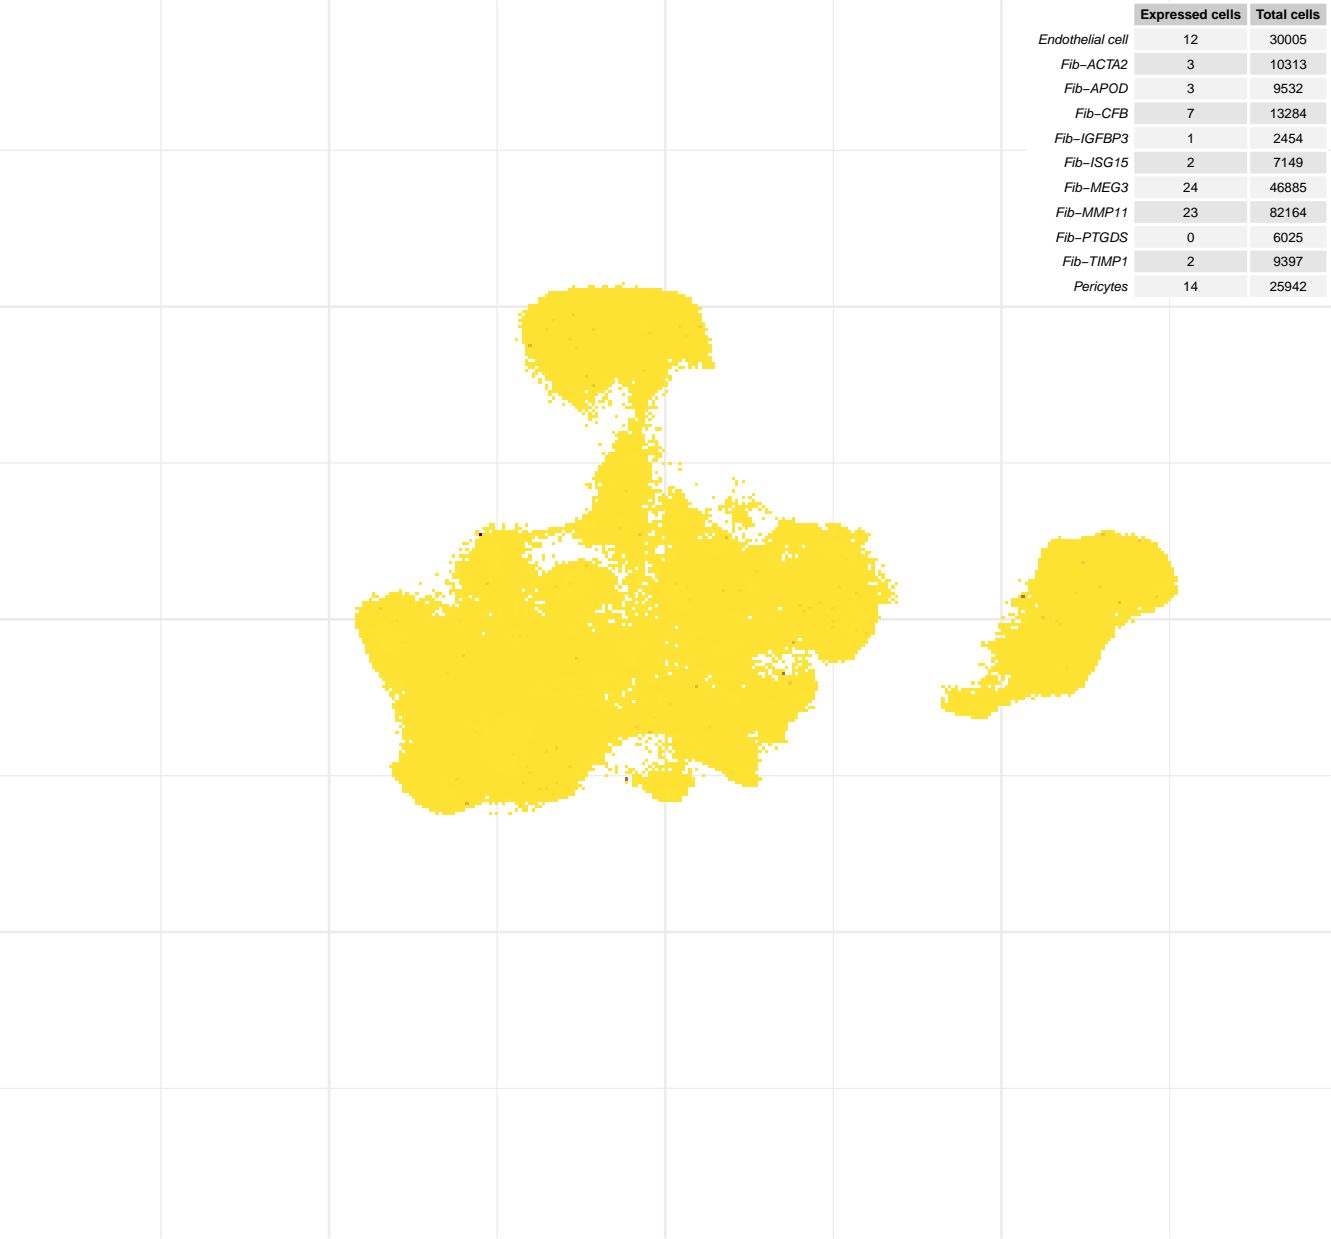 Expressed cells Total cells
Endothelial cell 12 30005
Fib−ACTA2 3 10313
Fib−APOD 3 9532
Fib−CFB 7 13284
Fib−IGFBP3 1 2454
Fib−ISG15 2 7149
Fib−MEG3 24 46885
Fib−MMP11 23 82164
Fib−PTGDS 0 6025
Fib−TIMP1 2 9397
Pericytes 14 25942